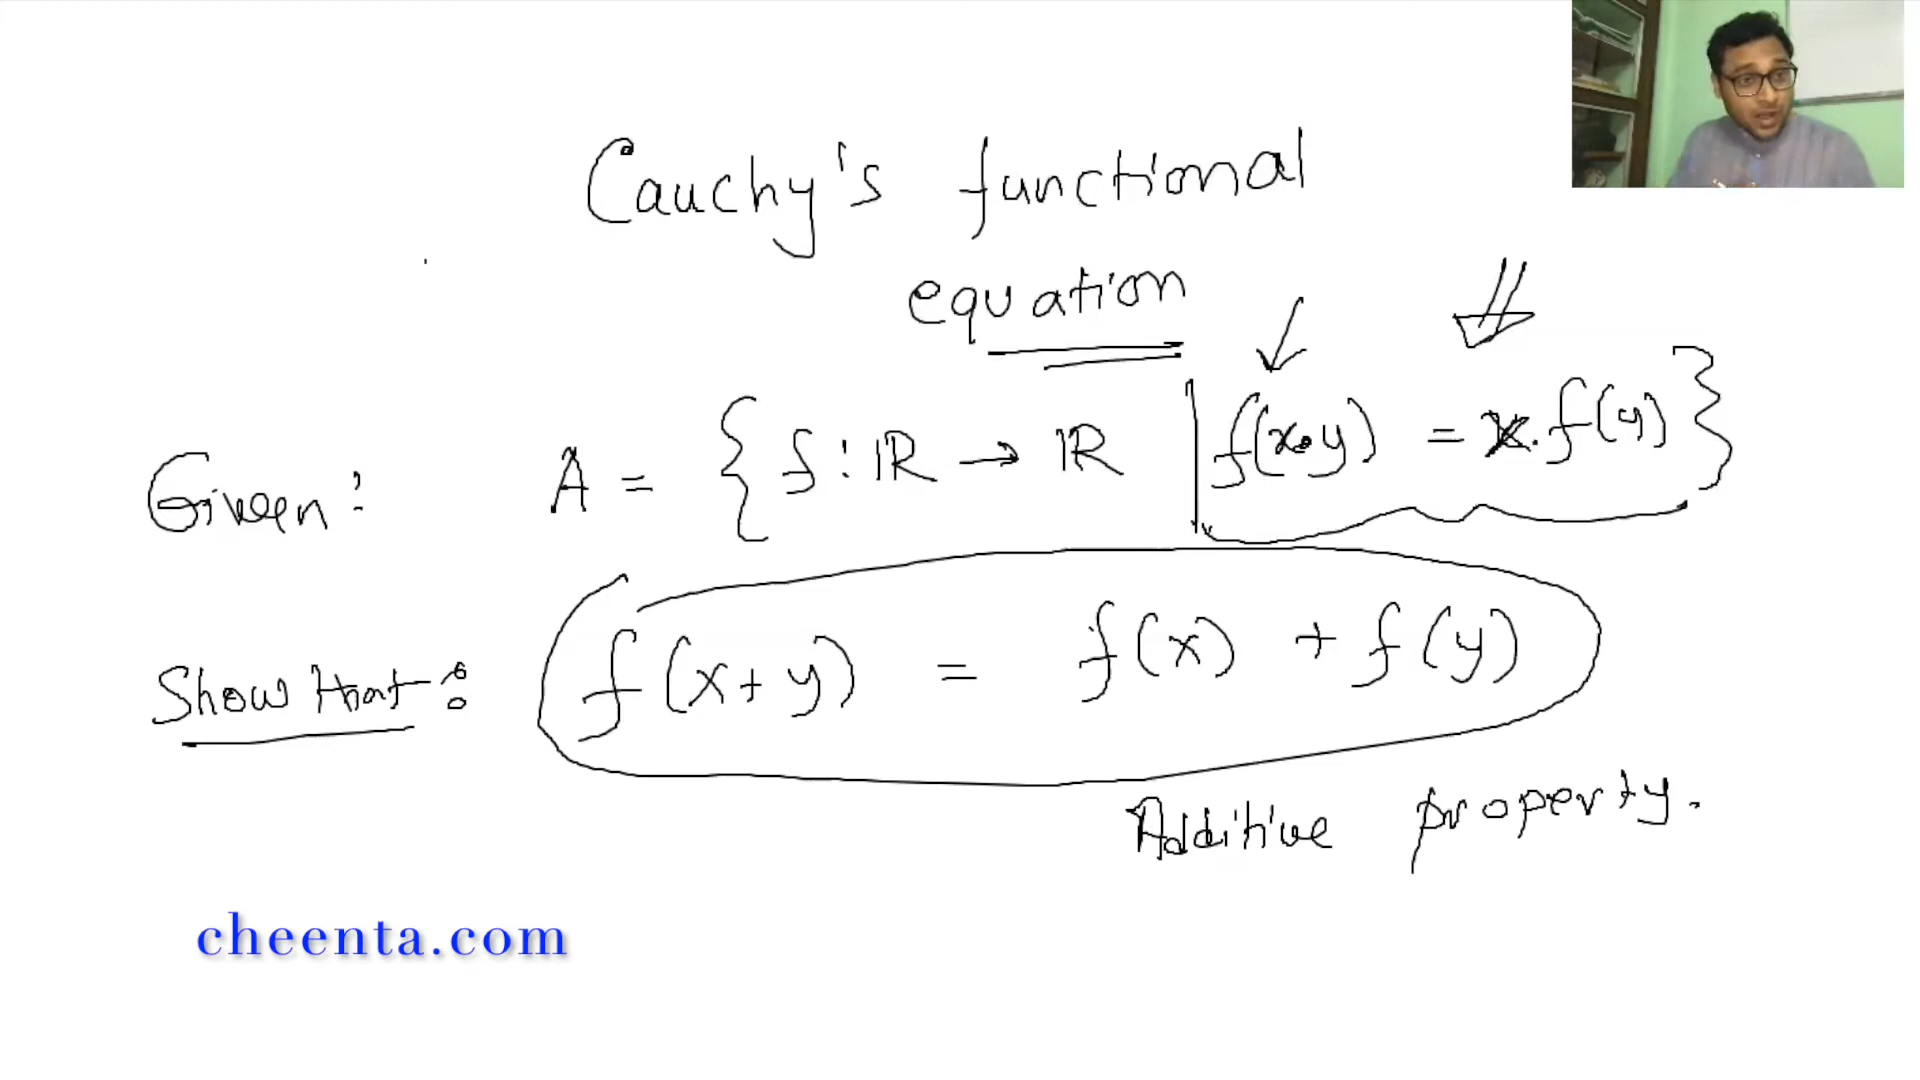 Cauchy's functional
equation
Given: A = { f : ℝ → ℝ | f(x·y) = x.f(y) }
Show that: f(x+y) = f(x) + f(y)
Additive property.
cheenta.com